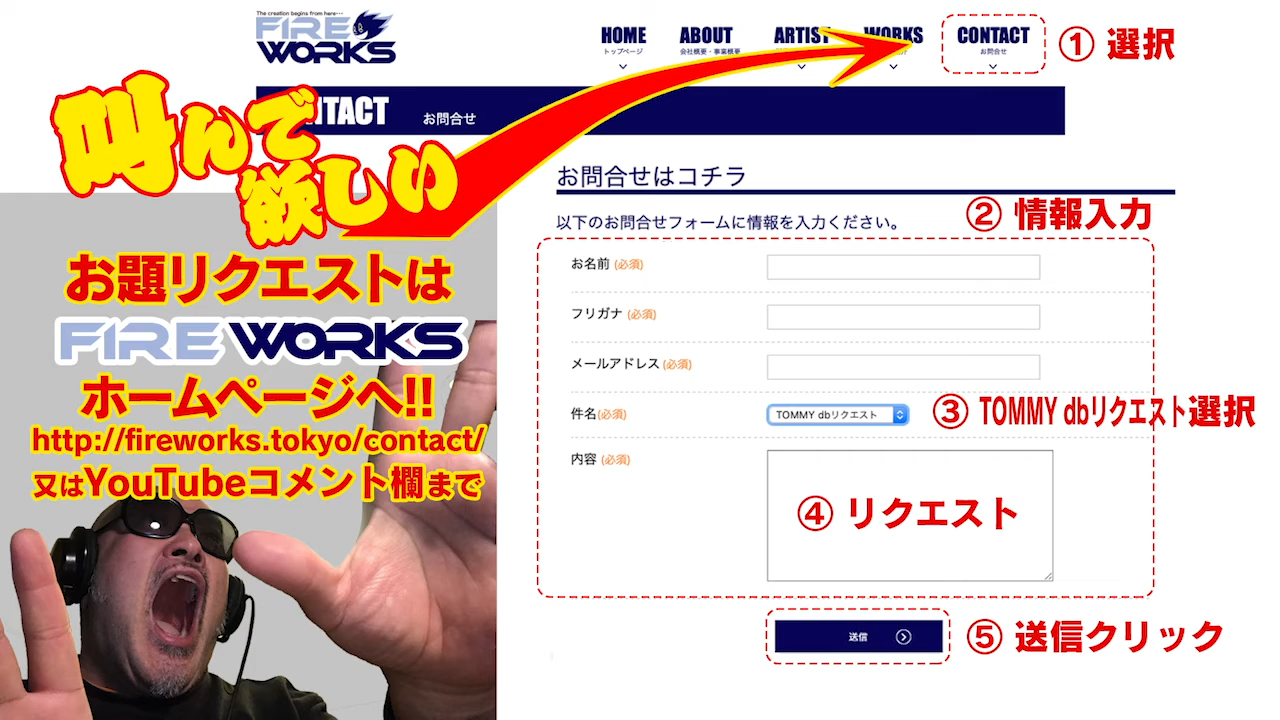 The creation begins from here…
FIRE
WORKS
HOME
トップページ
ABOUT
会社概要・事業概要
ARTIST
WORKS
CONTACT
お問合せ
① 選択
CONTACT
お問合せ
叫んで
欲しい
お題リクエストは
FIRE WORKS
ホームページへ!!
http://fireworks.tokyo/contact/
又はYouTubeコメント欄まで
お問合せはコチラ
以下のお問合せフォームに情報を入力ください。
② 情報入力
お名前 (必須)
フリガナ (必須)
メールアドレス (必須)
件名(必須)
TOMMY dbリクエスト
③ TOMMY dbリクエスト選択
内容 (必須)
④ リクエスト
送信
⑤ 送信クリック